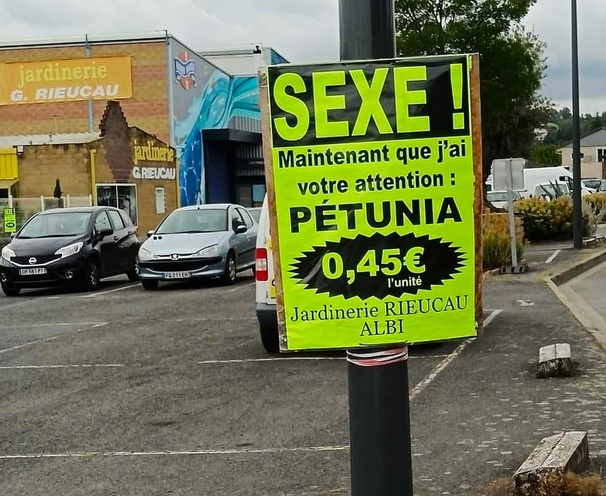 jardinerie
G. RIEUCAU
jardinerie
G.RIEUCAU
SEXE !
Maintenant que j'ai
votre attention :
PÉTUNIA
0,45€
l'unité
Jardinerie RIEUCAU
ALBI